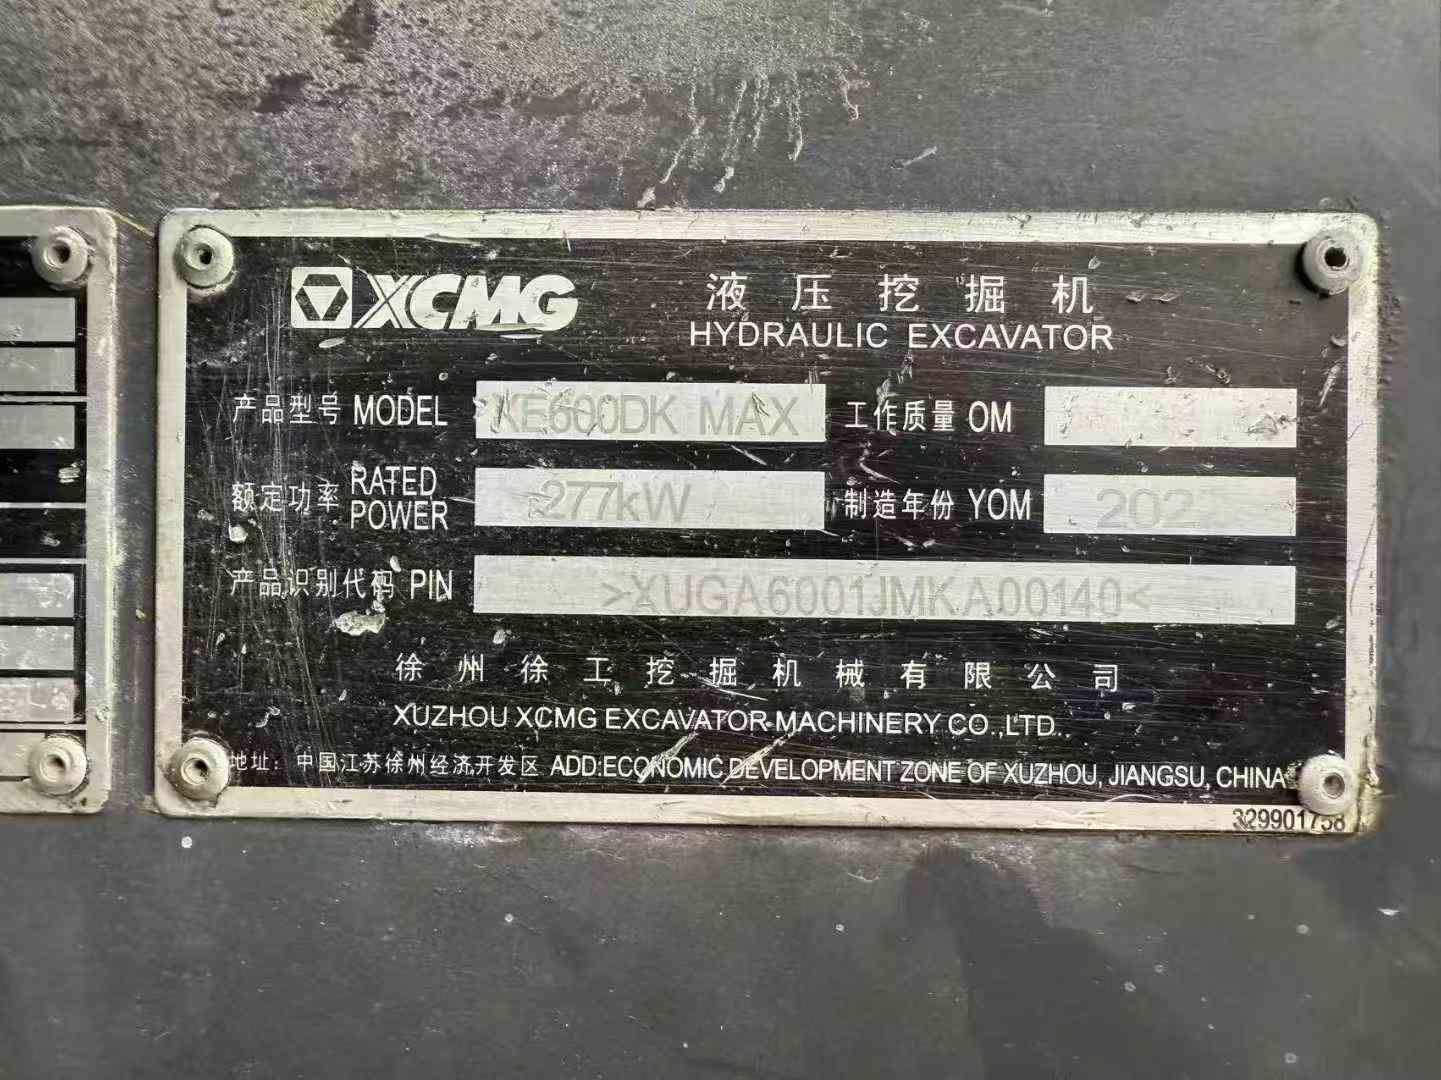 XCMG
液压挖掘机
HYDRAULIC EXCAVATOR
产品型号 MODEL XE600DK MAX 工作质量 OM
额定功率 RATED POWER 277kW 制造年份 YOM 202
产品识别代码 PIN >XUGA6001JMKA00140<
徐州徐工挖掘机械有限公司
XUZHOU XCMG EXCAVATOR MACHINERY CO.,LTD.
地址：中国江苏徐州经济开发区 ADD:ECONOMIC DEVELOPMENT ZONE OF XUZHOU, JIANGSU, CHINA
329901758